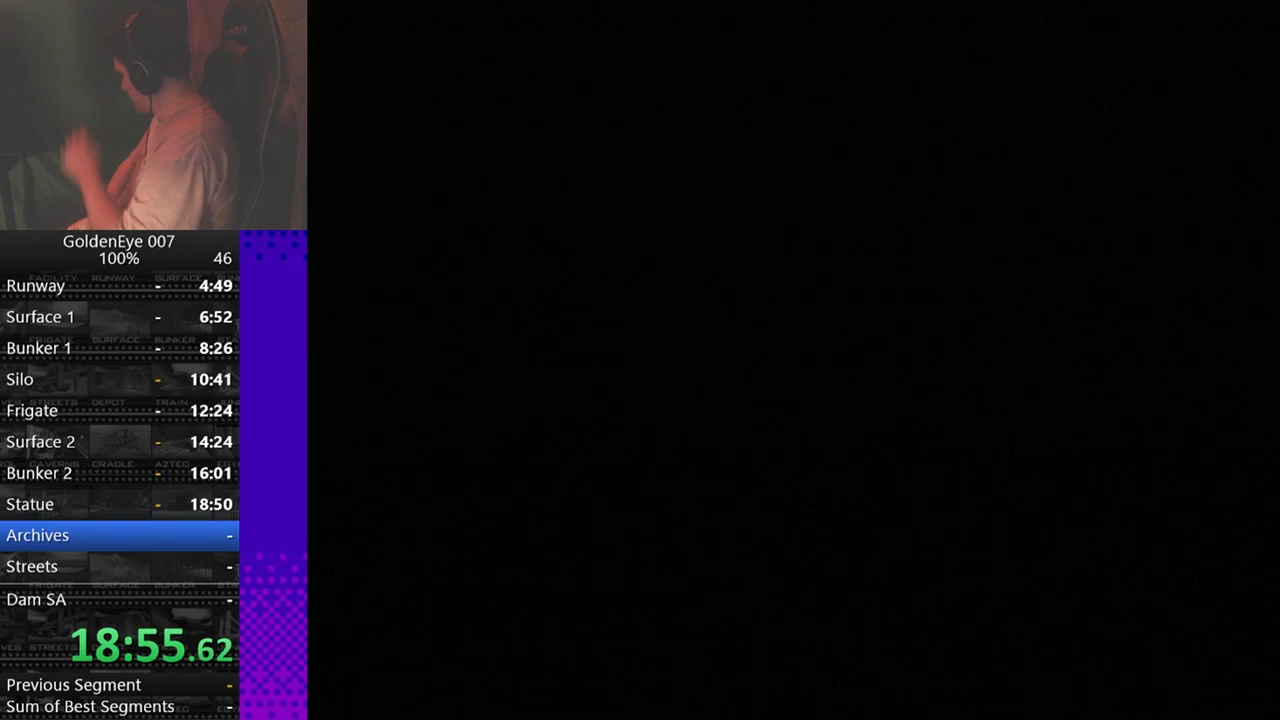 GoldenEye 007
100% 46
Runway - 4:49
Surface 1 - 6:52
Bunker 1 - 8:26
Silo - 10:41
Frigate - 12:24
Surface 2 - 14:24
Bunker 2 - 16:01
Statue - 18:50
Archives -
Streets -
Dam SA -
18:55.62
Previous Segment -
Sum of Best Segments -